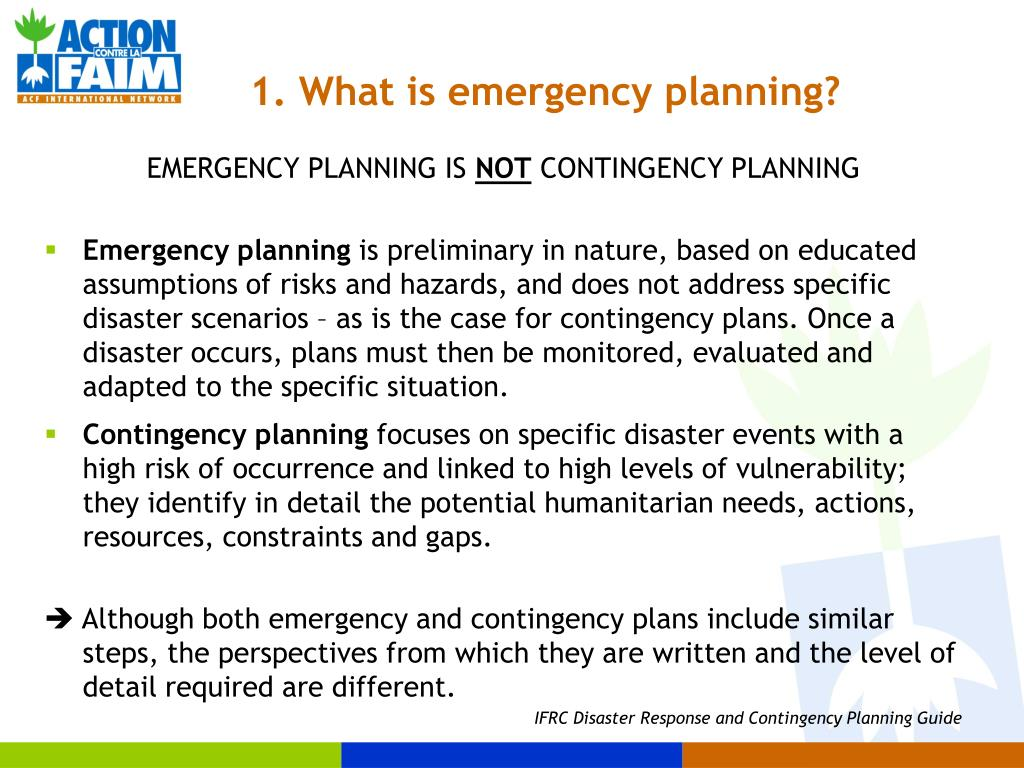 ACTION
CONTRE LA
FAIM
ACF INTERNATIONAL NETWORK
1. What is emergency planning?
EMERGENCY PLANNING IS NOT CONTINGENCY PLANNING
▪ Emergency planning is preliminary in nature, based on educated
assumptions of risks and hazards, and does not address specific
disaster scenarios – as is the case for contingency plans. Once a
disaster occurs, plans must then be monitored, evaluated and
adapted to the specific situation.
▪ Contingency planning focuses on specific disaster events with a
high risk of occurrence and linked to high levels of vulnerability;
they identify in detail the potential humanitarian needs, actions,
resources, constraints and gaps.
➔ Although both emergency and contingency plans include similar
steps, the perspectives from which they are written and the level of
detail required are different.
IFRC Disaster Response and Contingency Planning Guide